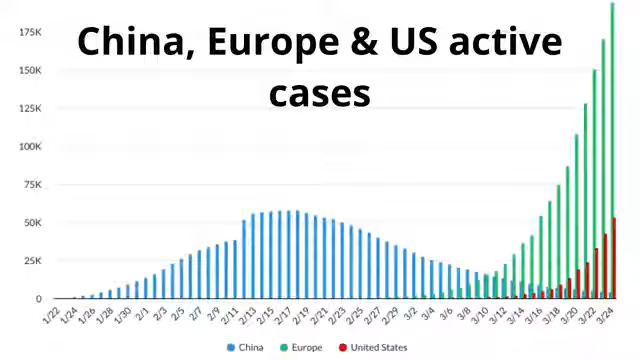 China, Europe & US active
cases
175K
150K
125K
100K
75K
50K
25K
0
1/22 1/24 1/26 1/28 1/30 2/1 2/3 2/5 2/7 2/9 2/11 2/13 2/15 2/17 2/19 2/21 2/23 2/25 2/27 2/29 3/2 3/4 3/6 3/8 3/10 3/12 3/14 3/16 3/18 3/20 3/22 3/24
China Europe United States